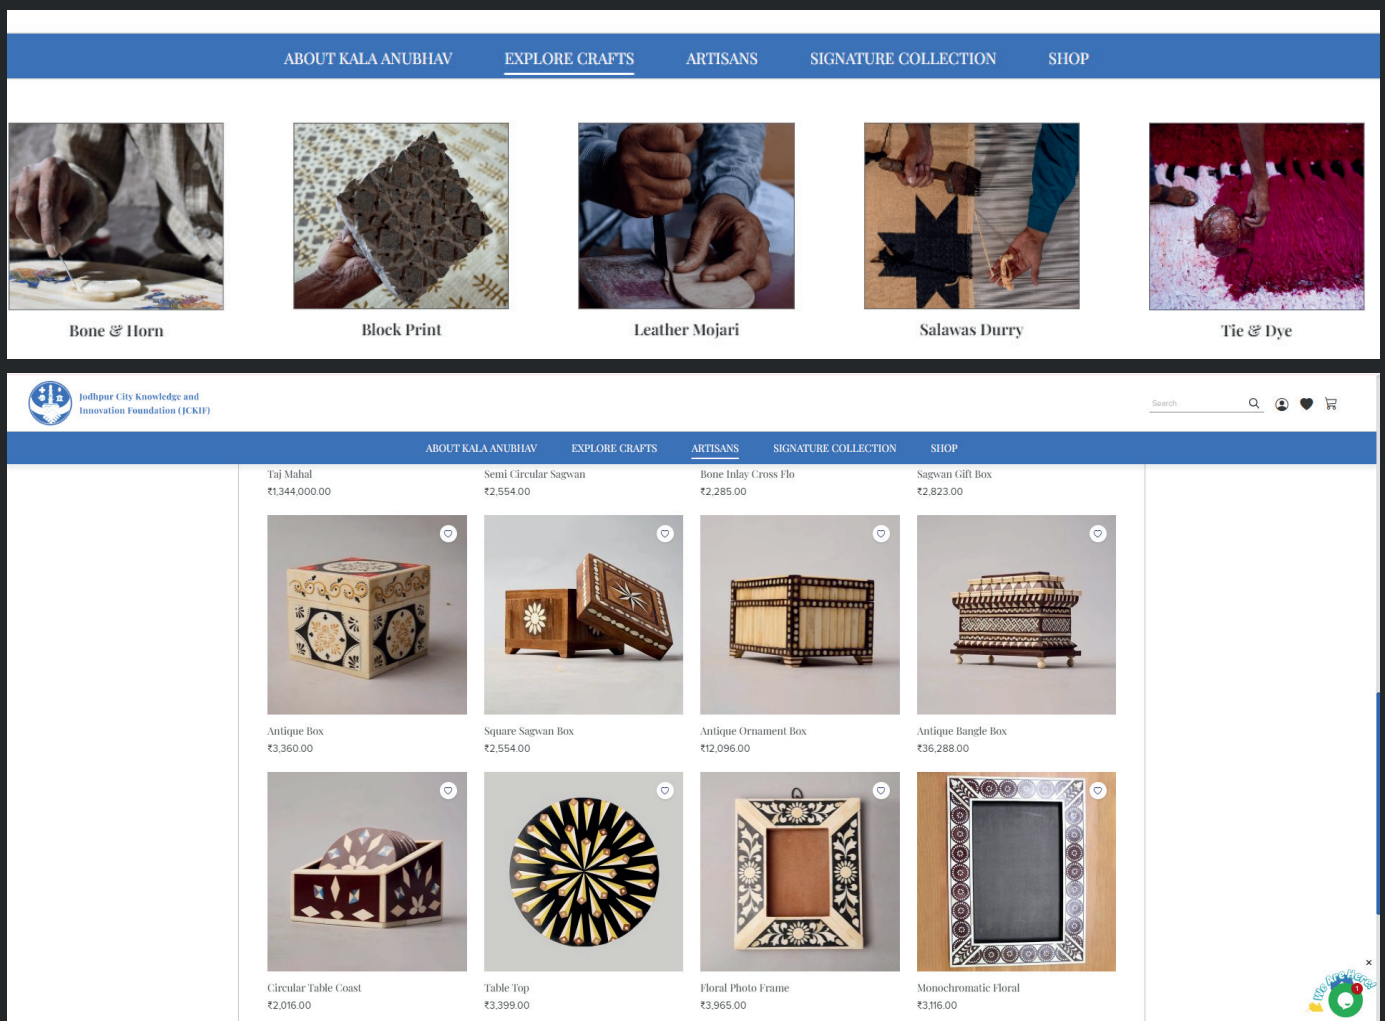 ABOUT KALA ANUBHAV EXPLORE CRAFTS ARTISANS SIGNATURE COLLECTION SHOP
Bone & Horn Block Print Leather Mojari Salawas Durry Tie & Dye
Jodhpur City Knowledge and
Innovation Foundation (JCKIF)
Search
ABOUT KALA ANUBHAV EXPLORE CRAFTS ARTISANS SIGNATURE COLLECTION SHOP
Taj Mahal Semi Circular Sagwan Bone Inlay Cross Flo Sagwan Gift Box
₹1,344,000.00 ₹2,554.00 ₹2,285.00 ₹2,823.00
Antique Box Square Sagwan Box Antique Ornament Box Antique Bangle Box
₹3,360.00 ₹2,554.00 ₹12,096.00 ₹36,288.00
Circular Table Coast Table Top Floral Photo Frame Monochromatic Floral
₹2,016.00 ₹3,399.00 ₹3,965.00 ₹3,116.00
We Are Here!
1